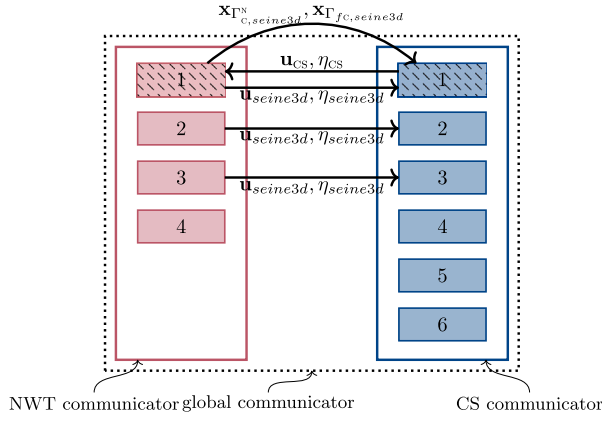 𝐱_{Γ^N_{C,seine3d}}, 𝐱_{Γ_{fC,seine3d}}
𝐮_CS, η_CS
1 1
𝐮_{seine3d}, η_{seine3d}
2 2
𝐮_{seine3d}, η_{seine3d}
3 3
𝐮_{seine3d}, η_{seine3d}
4 4
5
6
NWT communicator global communicator CS communicator